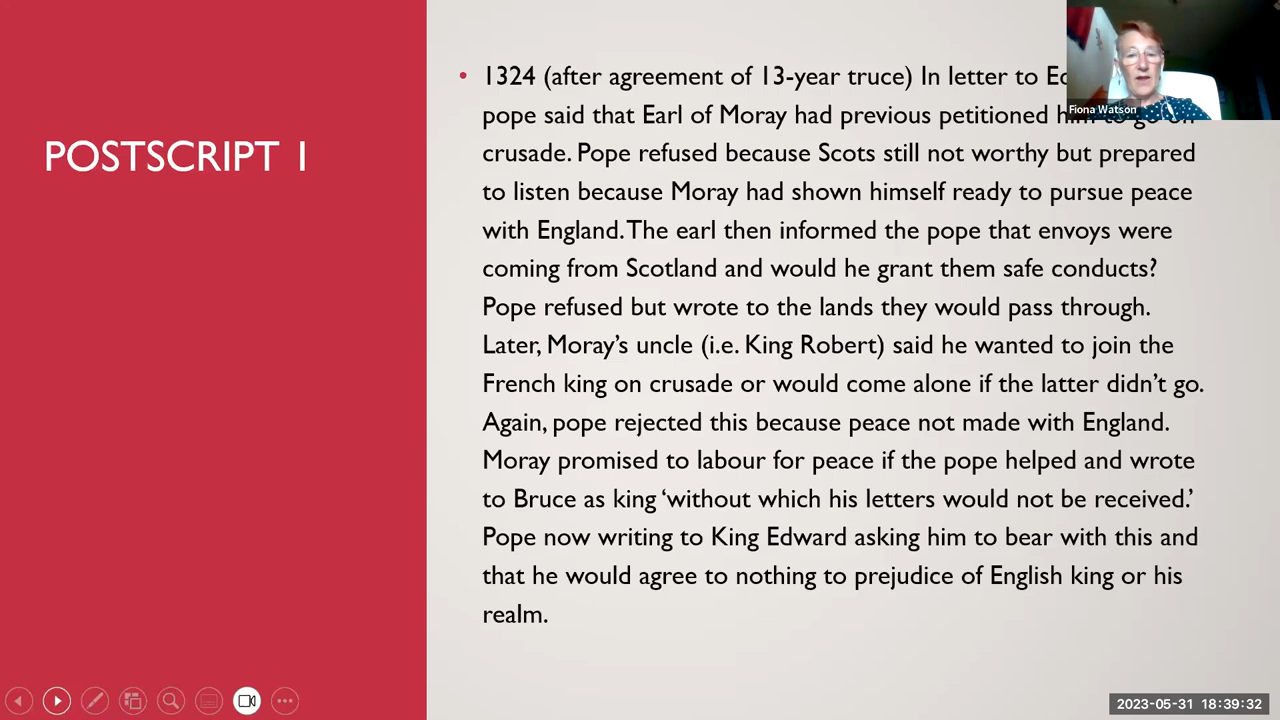 POSTSCRIPT 1
• 1324 (after agreement of 13-year truce) In letter to
pope said that Earl of Moray had previous petitioned him to go on
crusade. Pope refused because Scots still not worthy but prepared
to listen because Moray had shown himself ready to pursue peace
with England. The earl then informed the pope that envoys were
coming from Scotland and would he grant them safe conducts?
Pope refused but wrote to the lands they would pass through.
Later, Moray's uncle (i.e. King Robert) said he wanted to join the
French king on crusade or would come alone if the latter didn't go.
Again, pope rejected this because peace not made with England.
Moray promised to labour for peace if the pope helped and wrote
to Bruce as king 'without which his letters would not be received.'
Pope now writing to King Edward asking him to bear with this and
that he would agree to nothing to prejudice of English king or his
realm.
Fiona Watson
2023-05-31 18:39:32